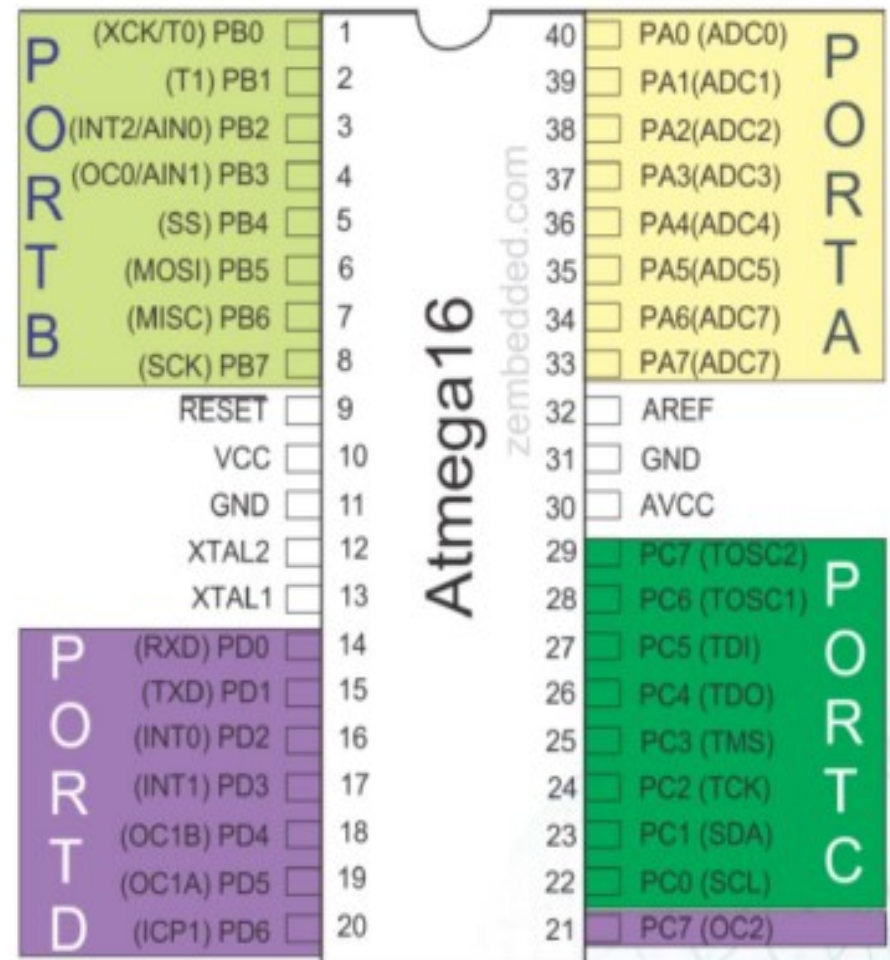 PORTB
(XCK/T0) PB0 1
(T1) PB1 2
(INT2/AIN0) PB2 3
(OC0/AIN1) PB3 4
(SS) PB4 5
(MOSI) PB5 6
(MISC) PB6 7
(SCK) PB7 8
RESET 9
VCC 10
GND 11
XTAL2 12
XTAL1 13
PORTD
(RXD) PD0 14
(TXD) PD1 15
(INT0) PD2 16
(INT1) PD3 17
(OC1B) PD4 18
(OC1A) PD5 19
(ICP1) PD6 20
Atmega16
zembedded.com
PORTA
40 PA0 (ADC0)
39 PA1(ADC1)
38 PA2(ADC2)
37 PA3(ADC3)
36 PA4(ADC4)
35 PA5(ADC5)
34 PA6(ADC7)
33 PA7(ADC7)
32 AREF
31 GND
30 AVCC
PORTC
29 PC7 (TOSC2)
28 PC6 (TOSC1)
27 PC5 (TDI)
26 PC4 (TDO)
25 PC3 (TMS)
24 PC2 (TCK)
23 PC1 (SDA)
22 PC0 (SCL)
21 PC7 (OC2)